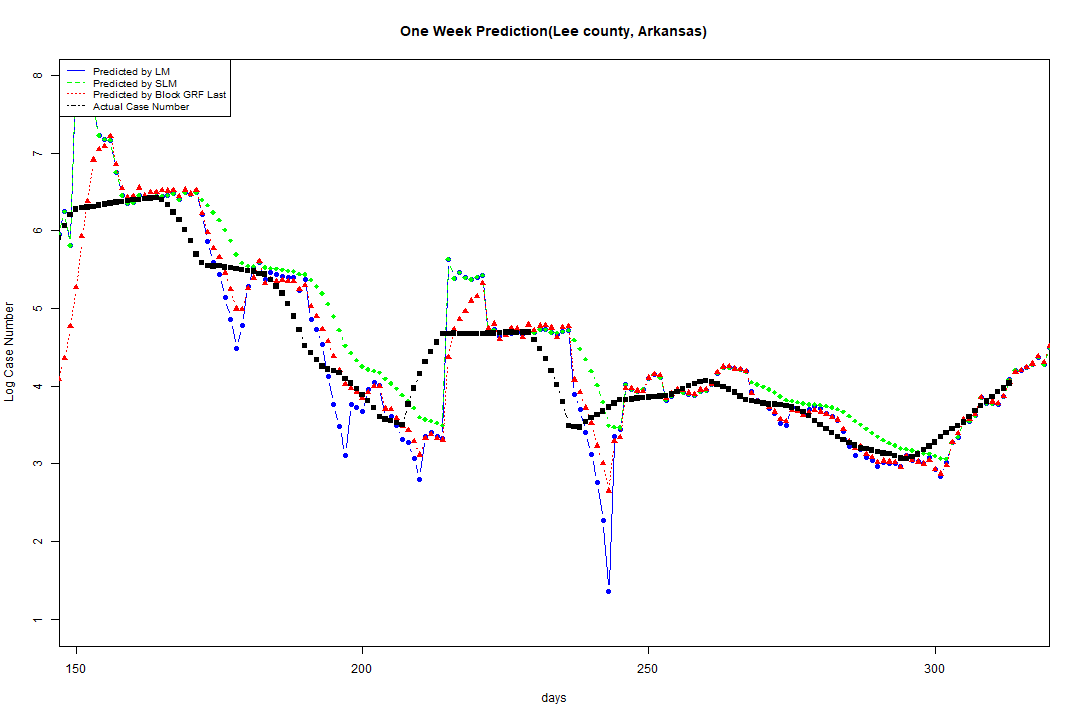 One Week Prediction(Lee county, Arkansas)
Predicted by LM
Predicted by SLM
Predicted by Block GRF Last
Actual Case Number
8
7
6
5
4
3
2
1
Log Case Number
150 200 250 300
days